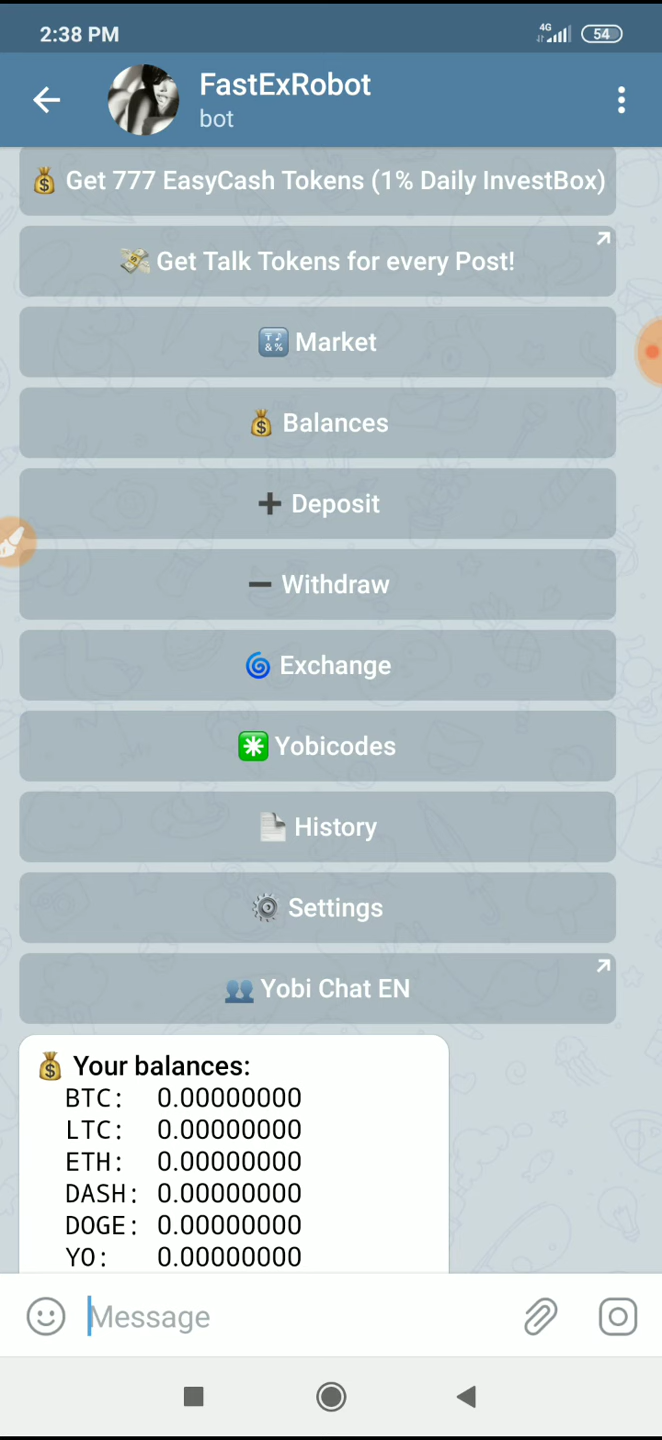 2:38 PM
4G
54
FastExRobot
bot
💰 Get 777 EasyCash Tokens (1% Daily InvestBox)
💸 Get Talk Tokens for every Post!
🔣 Market
💰 Balances
➕ Deposit
➖ Withdraw
🌀 Exchange
✳️ Yobicodes
📄 History
⚙️ Settings
👥 Yobi Chat EN
💰 Your balances:
BTC: 0.00000000
LTC: 0.00000000
ETH: 0.00000000
DASH: 0.00000000
DOGE: 0.00000000
YO: 0.00000000
Message